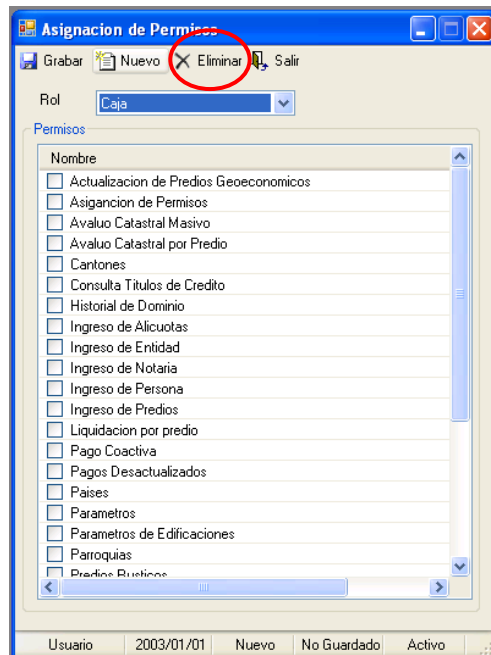 Asignacion de Permisos
Grabar Nuevo Eliminar Salir
Rol Caja
Permisos
Nombre
Actualizacion de Predios Geoeconomicos
Asigancion de Permisos
Avaluo Catastral Masivo
Avaluo Catastral por Predio
Cantones
Consulta Titulos de Credito
Historial de Dominio
Ingreso de Alicuotas
Ingreso de Entidad
Ingreso de Notaria
Ingreso de Persona
Ingreso de Predios
Liquidacion por predio
Pago Coactiva
Pagos Desactualizados
Paises
Parametros
Parametros de Edificaciones
Parroquias
Predios Rusticos
Usuario 2003/01/01 Nuevo No Guardado Activo